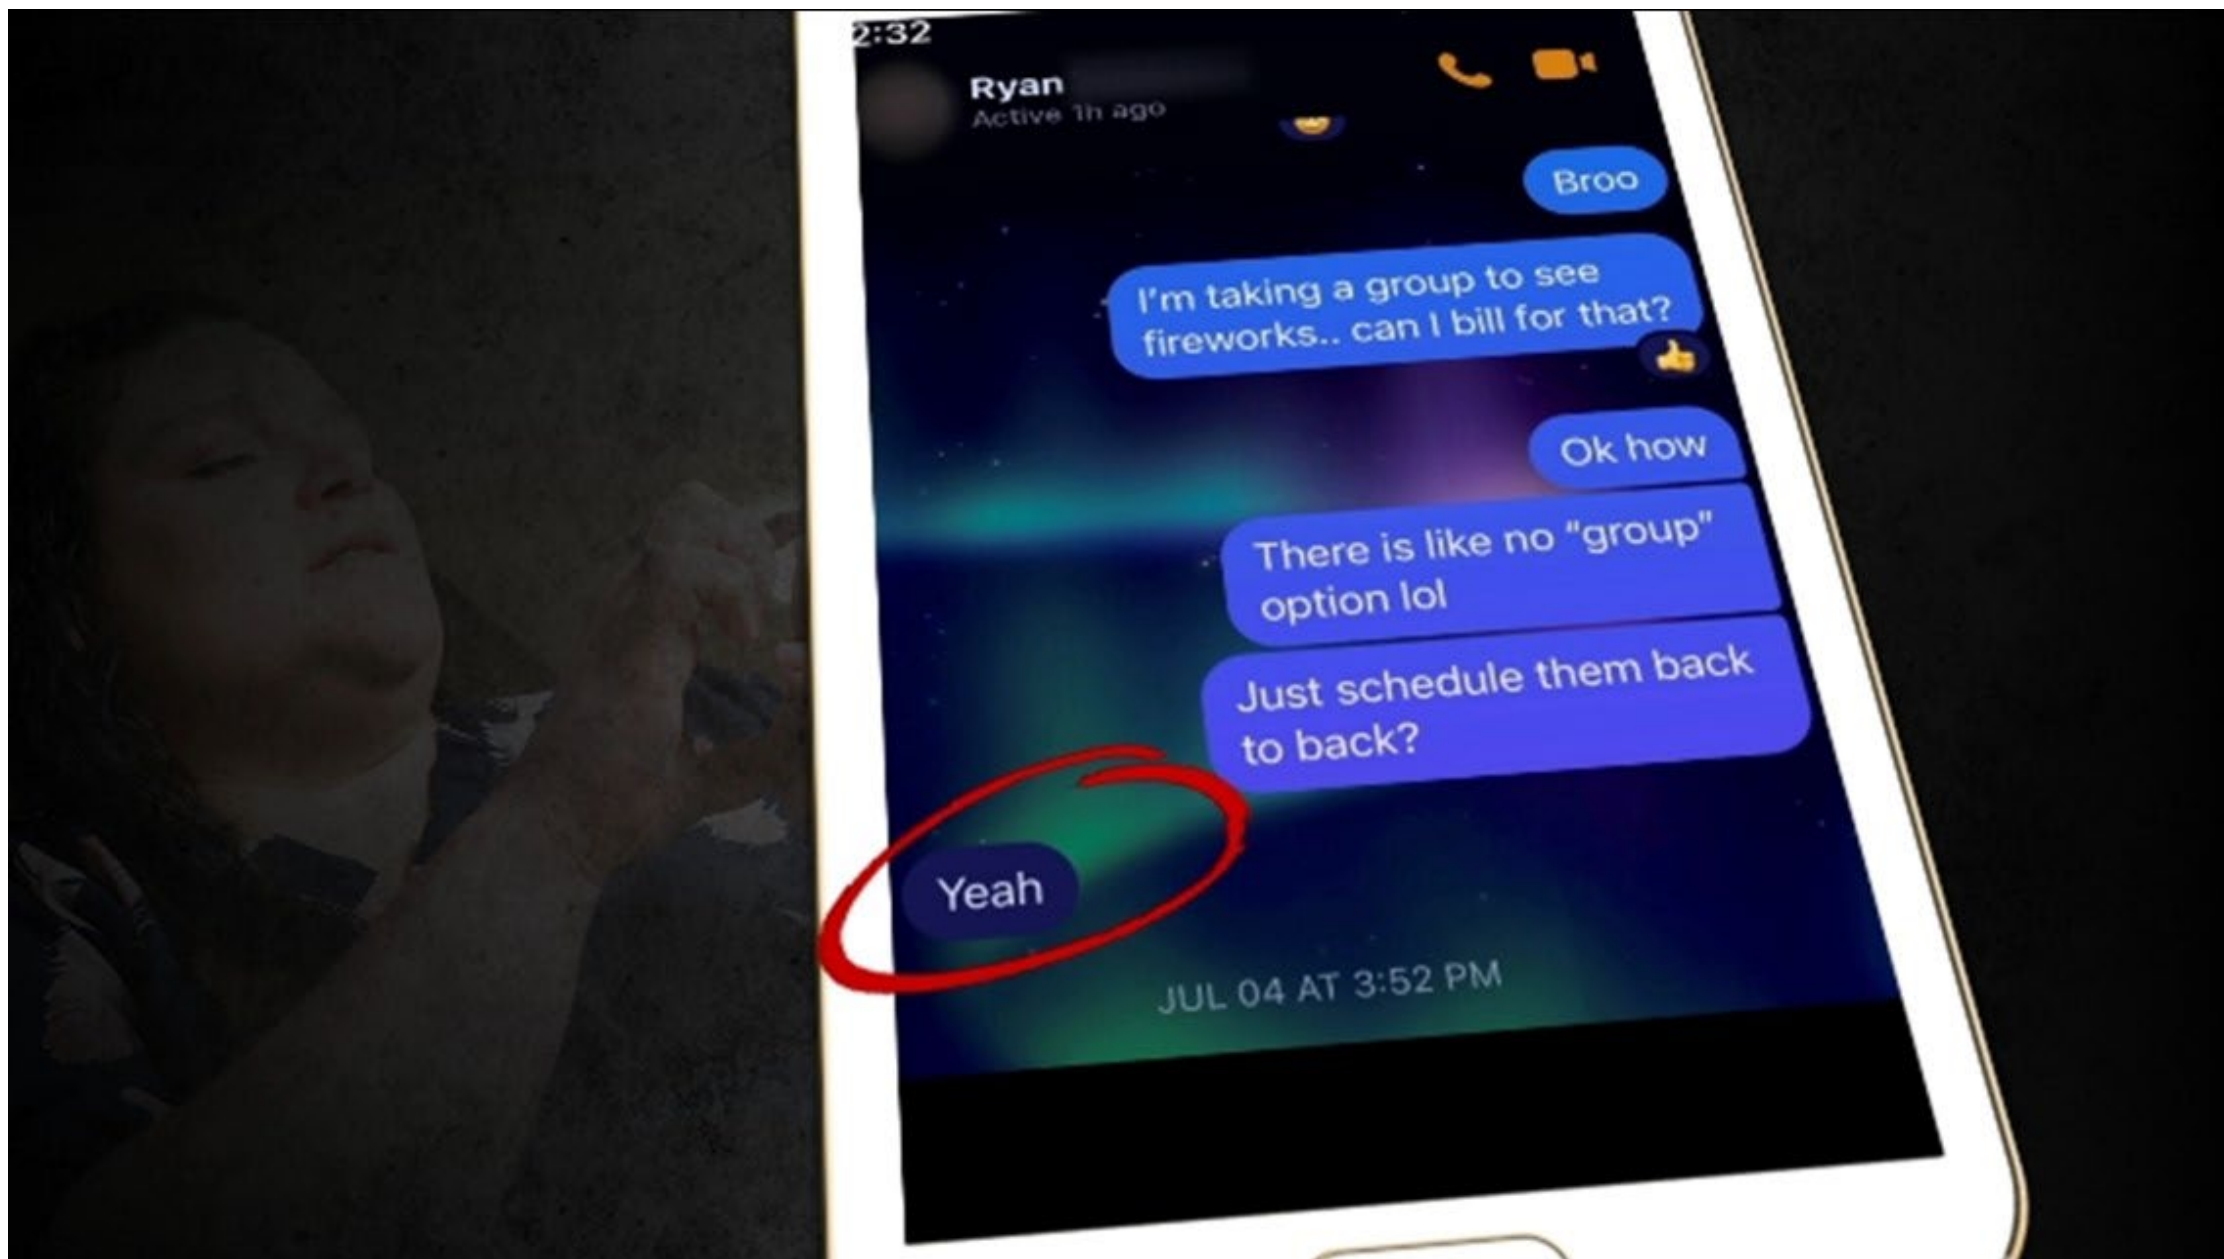 2:32
Ryan
Active 1h ago
Broo
I'm taking a group to see
fireworks.. can I bill for that?
Ok how
There is like no "group"
option lol
Just schedule them back
to back?
Yeah
JUL 04 AT 3:52 PM